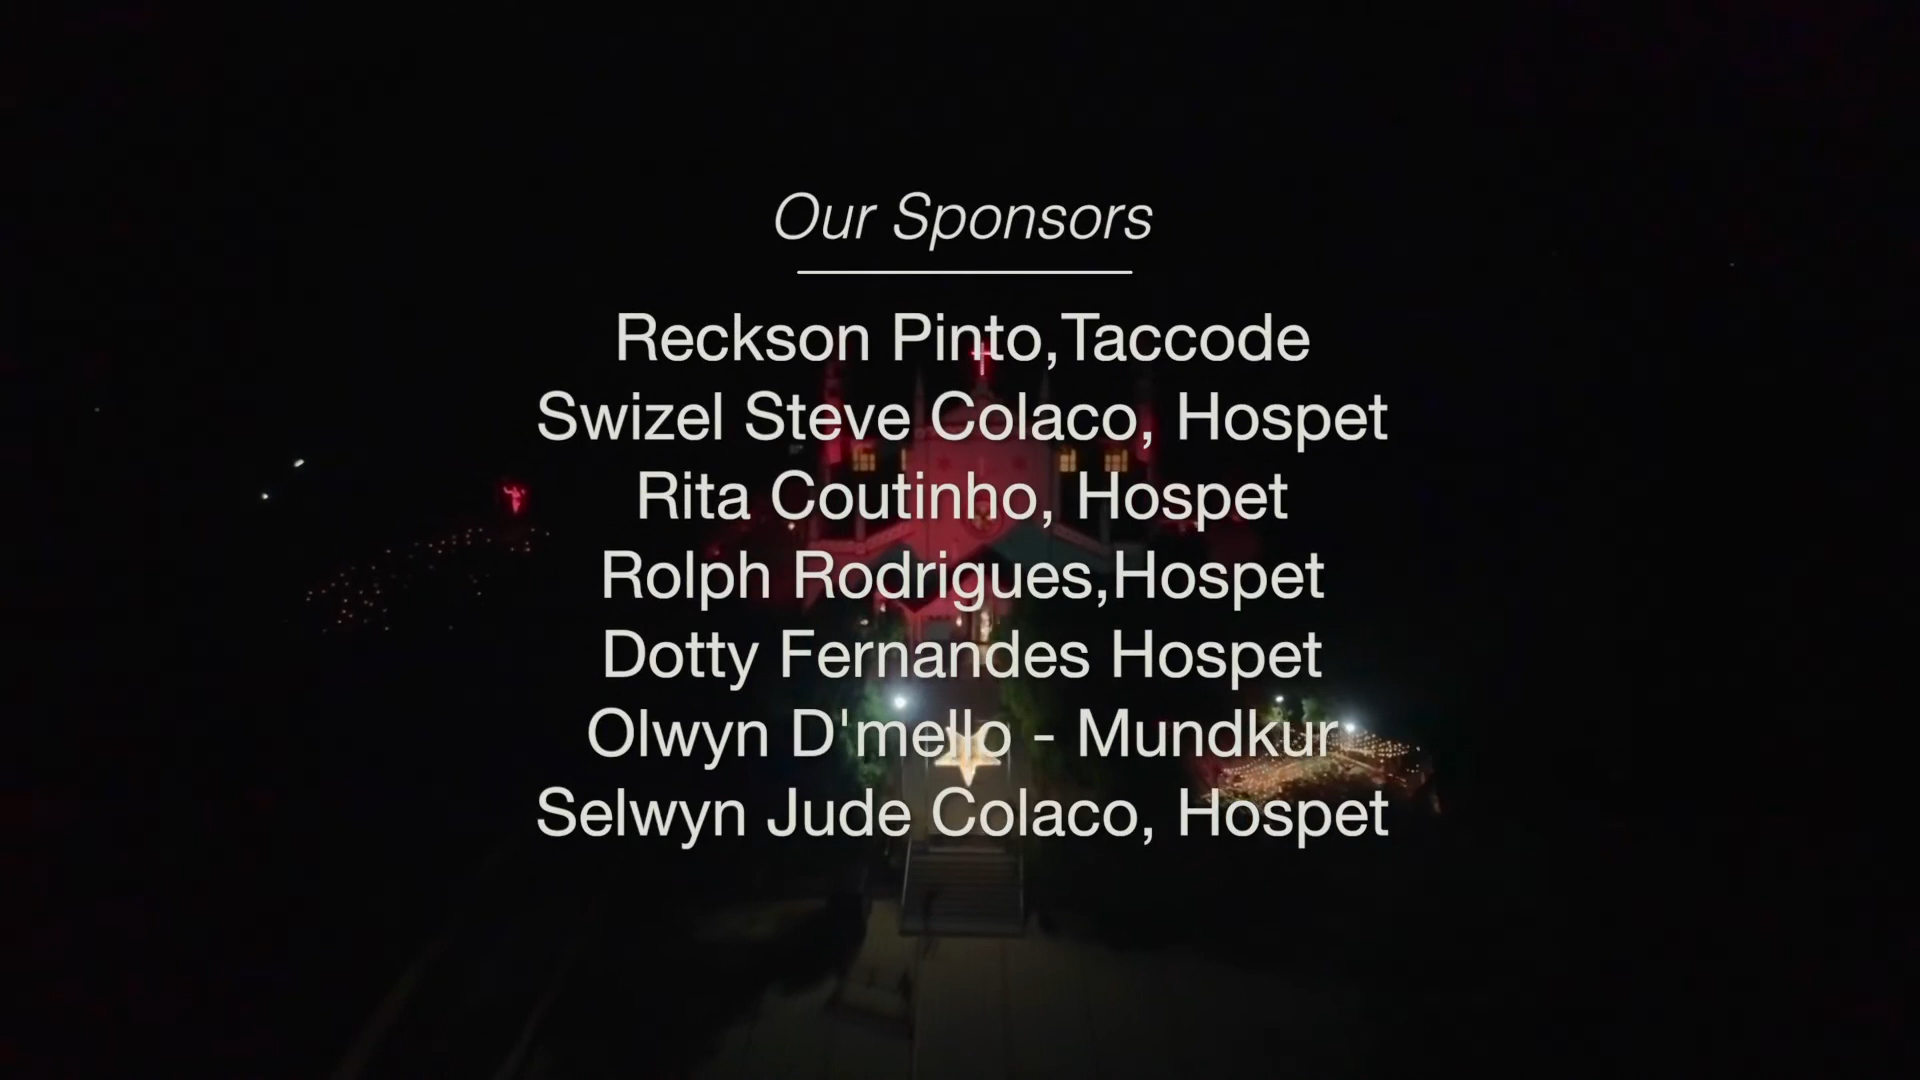 Our Sponsors
Reckson Pinto,Taccode
Swizel Steve Colaco, Hospet
Rita Coutinho, Hospet
Rolph Rodrigues,Hospet
Dotty Fernandes Hospet
Olwyn D'mello - Mundkur
Selwyn Jude Colaco, Hospet